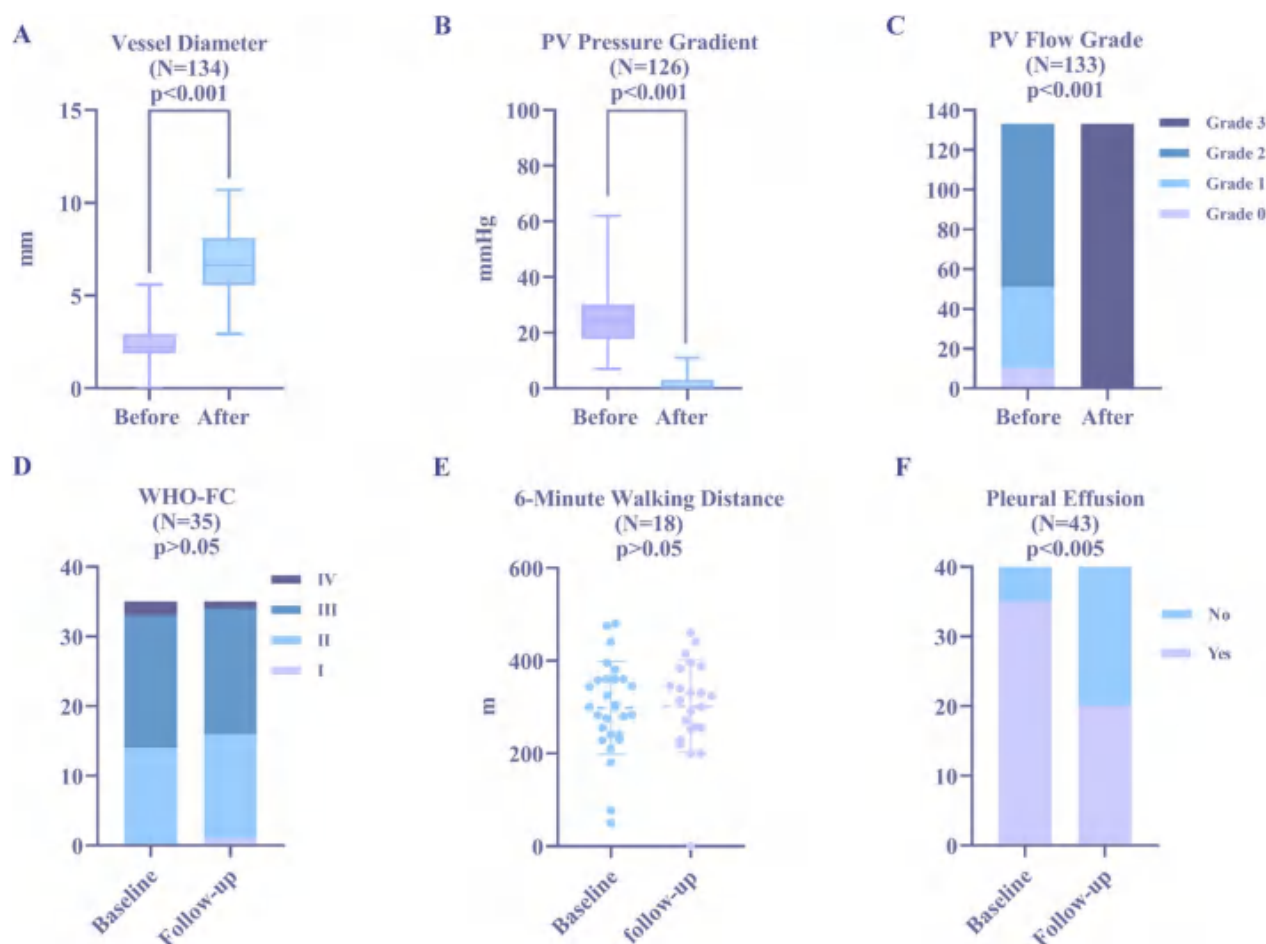 A
Vessel Diameter
(N=134)
p<0.001
15
10
5
0
mm
Before After
B
PV Pressure Gradient
(N=126)
p<0.001
100
80
60
40
20
0
mmHg
Before After
C
PV Flow Grade
(N=133)
p<0.001
140
120
100
80
60
40
20
0
Before After
Grade 3
Grade 2
Grade 1
Grade 0
D
WHO-FC
(N=35)
p>0.05
40
30
20
10
0
Baseline
Follow-up
IV
III
II
I
E
6-Minute Walking Distance
(N=18)
p>0.05
600
400
200
0
m
Baseline
follow-up
F
Pleural Effusion
(N=43)
p<0.005
40
30
20
10
0
Baseline
Follow-up
No
Yes